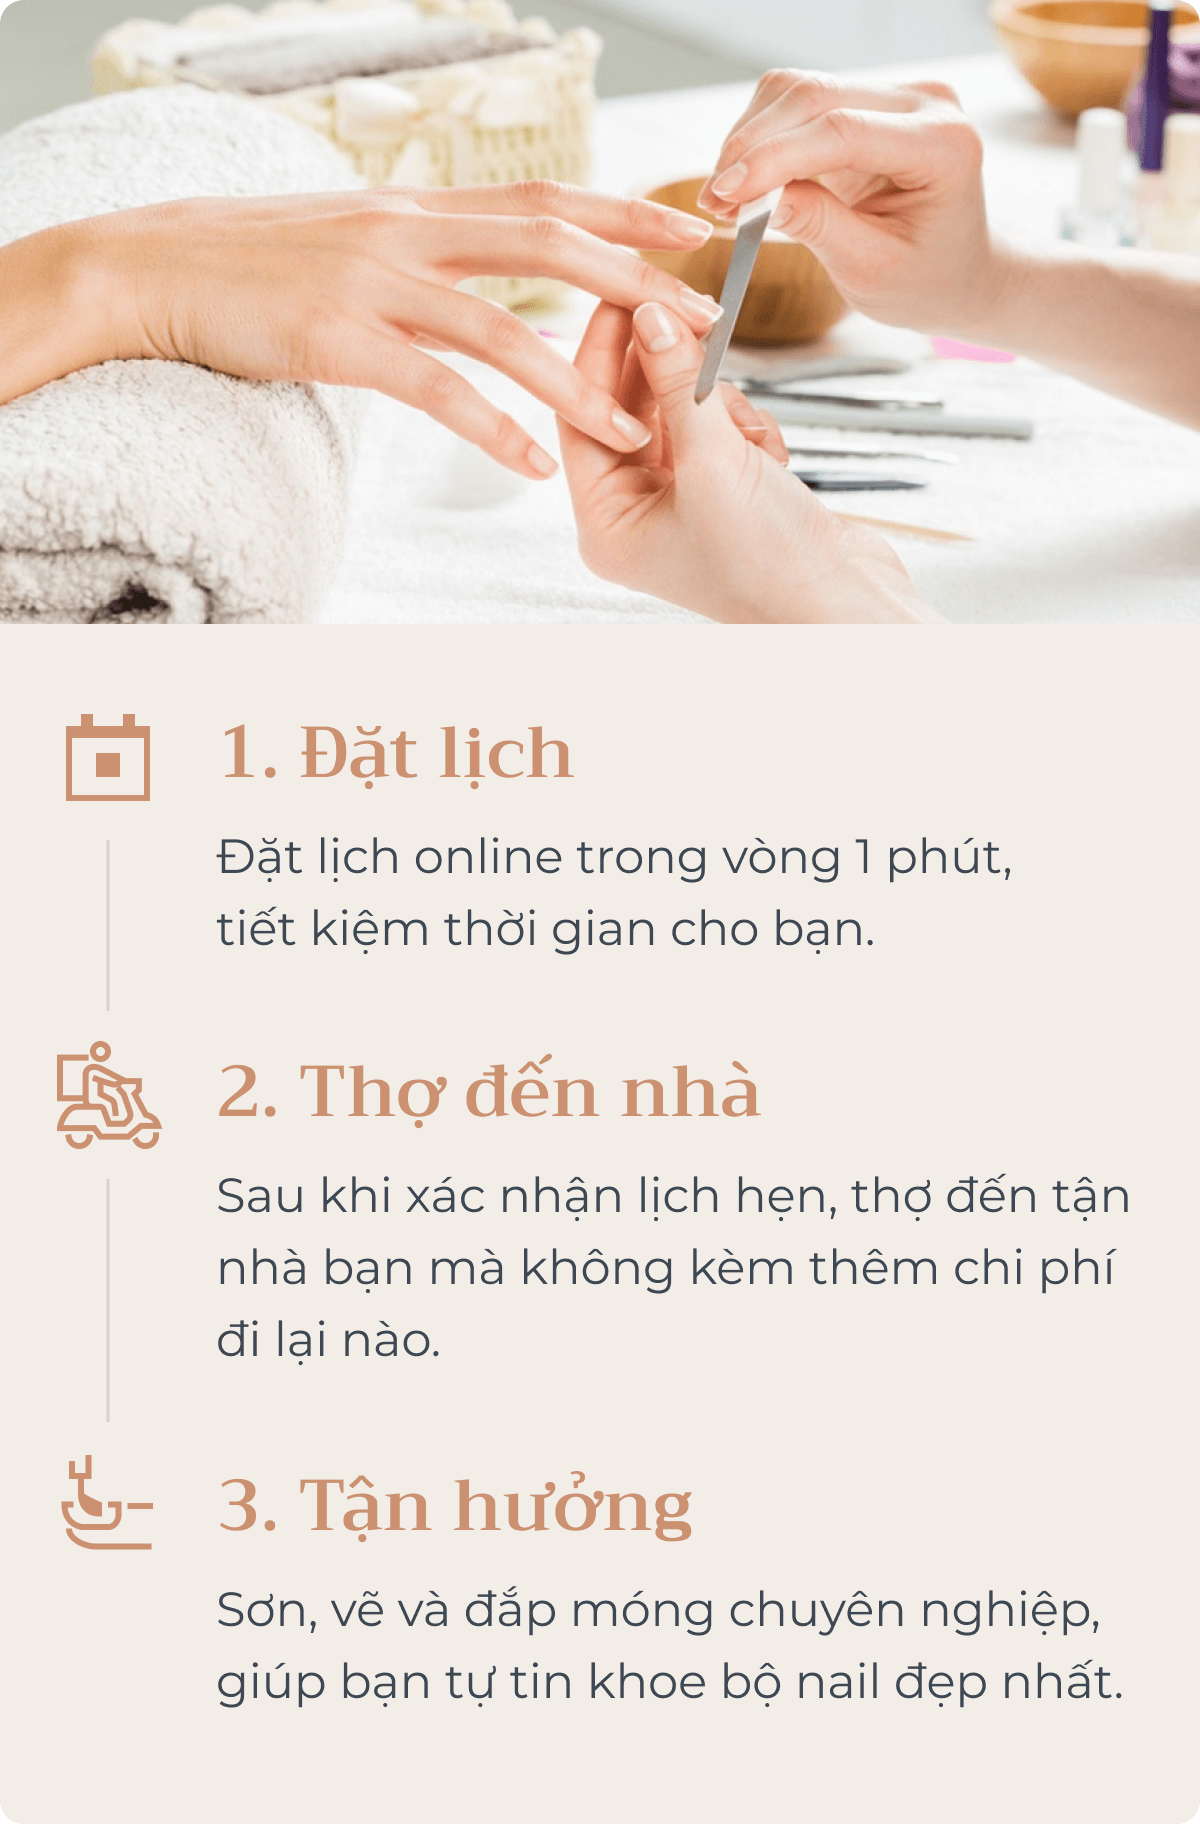 1. Đặt lịch
Đặt lịch online trong vòng 1 phút,
tiết kiệm thời gian cho bạn.
2. Thợ đến nhà
Sau khi xác nhận lịch hẹn, thợ đến tận
nhà bạn mà không kèm thêm chi phí
đi lại nào.
3. Tận hưởng
Sơn, vẽ và đắp móng chuyên nghiệp,
giúp bạn tự tin khoe bộ nail đẹp nhất.